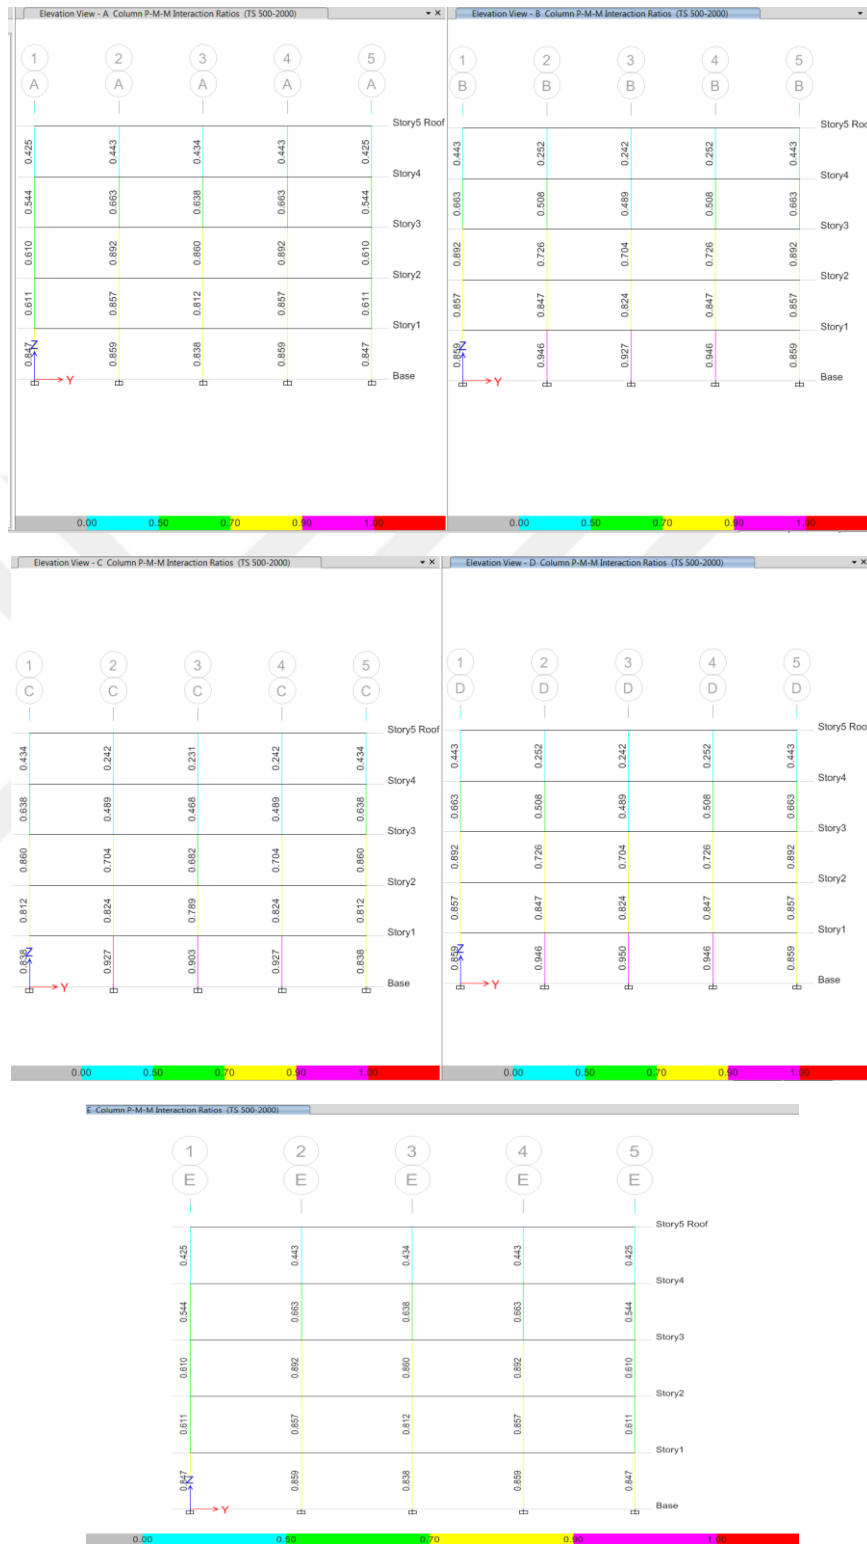 Elevation View - A Column P-M-M Interaction Ratios (TS 500-2000)
1 2 3 4 5
A A A A A
Story5 Roof
0.425 0.443 0.434 0.443 0.425
Story4
0.544 0.663 0.638 0.663 0.544
Story3
0.610 0.892 0.860 0.892 0.610
Story2
0.611 0.857 0.812 0.857 0.611
Story1
0.847 0.859 0.838 0.859 0.847
Z
Y
Base
0.00 0.50 0.70 0.90 1.00
Elevation View - B Column P-M-M Interaction Ratios (TS 500-2000)
1 2 3 4 5
B B B B B
Story5 Roo
0.443 0.252 0.242 0.252 0.443
Story4
0.663 0.508 0.489 0.508 0.663
Story3
0.892 0.726 0.704 0.726 0.892
Story2
0.857 0.847 0.824 0.847 0.857
Story1
0.859 0.946 0.927 0.946 0.859
Z
Y
Base
0.00 0.50 0.70 0.90 1.00
Elevation View - C Column P-M-M Interaction Ratios (TS 500-2000)
1 2 3 4 5
C C C C C
Story5 Roof
0.434 0.242 0.231 0.242 0.434
Story4
0.638 0.489 0.468 0.489 0.638
Story3
0.860 0.704 0.682 0.704 0.860
Story2
0.812 0.824 0.789 0.824 0.812
Story1
0.838 0.927 0.903 0.927 0.838
Z
Y
Base
0.00 0.50 0.70 0.90 1.00
Elevation View - D Column P-M-M Interaction Ratios (TS 500-2000)
1 2 3 4 5
D D D D D
Story5 Roo
0.443 0.252 0.242 0.252 0.443
Story4
0.663 0.508 0.489 0.508 0.663
Story3
0.892 0.726 0.704 0.726 0.892
Story2
0.857 0.847 0.824 0.847 0.857
Story1
0.859 0.946 0.950 0.946 0.859
Z
Y
Base
0.00 0.50 0.70 0.90 1.00
E Column P-M-M Interaction Ratios (TS 500-2000)
1 2 3 4 5
E E E E E
Story5 Roof
0.425 0.443 0.434 0.443 0.425
Story4
0.544 0.663 0.638 0.663 0.544
Story3
0.610 0.892 0.860 0.892 0.610
Story2
0.611 0.857 0.812 0.857 0.611
Story1
0.847 0.859 0.838 0.859 0.847
Z
Y
Base
0.00 0.50 0.70 0.90 1.00